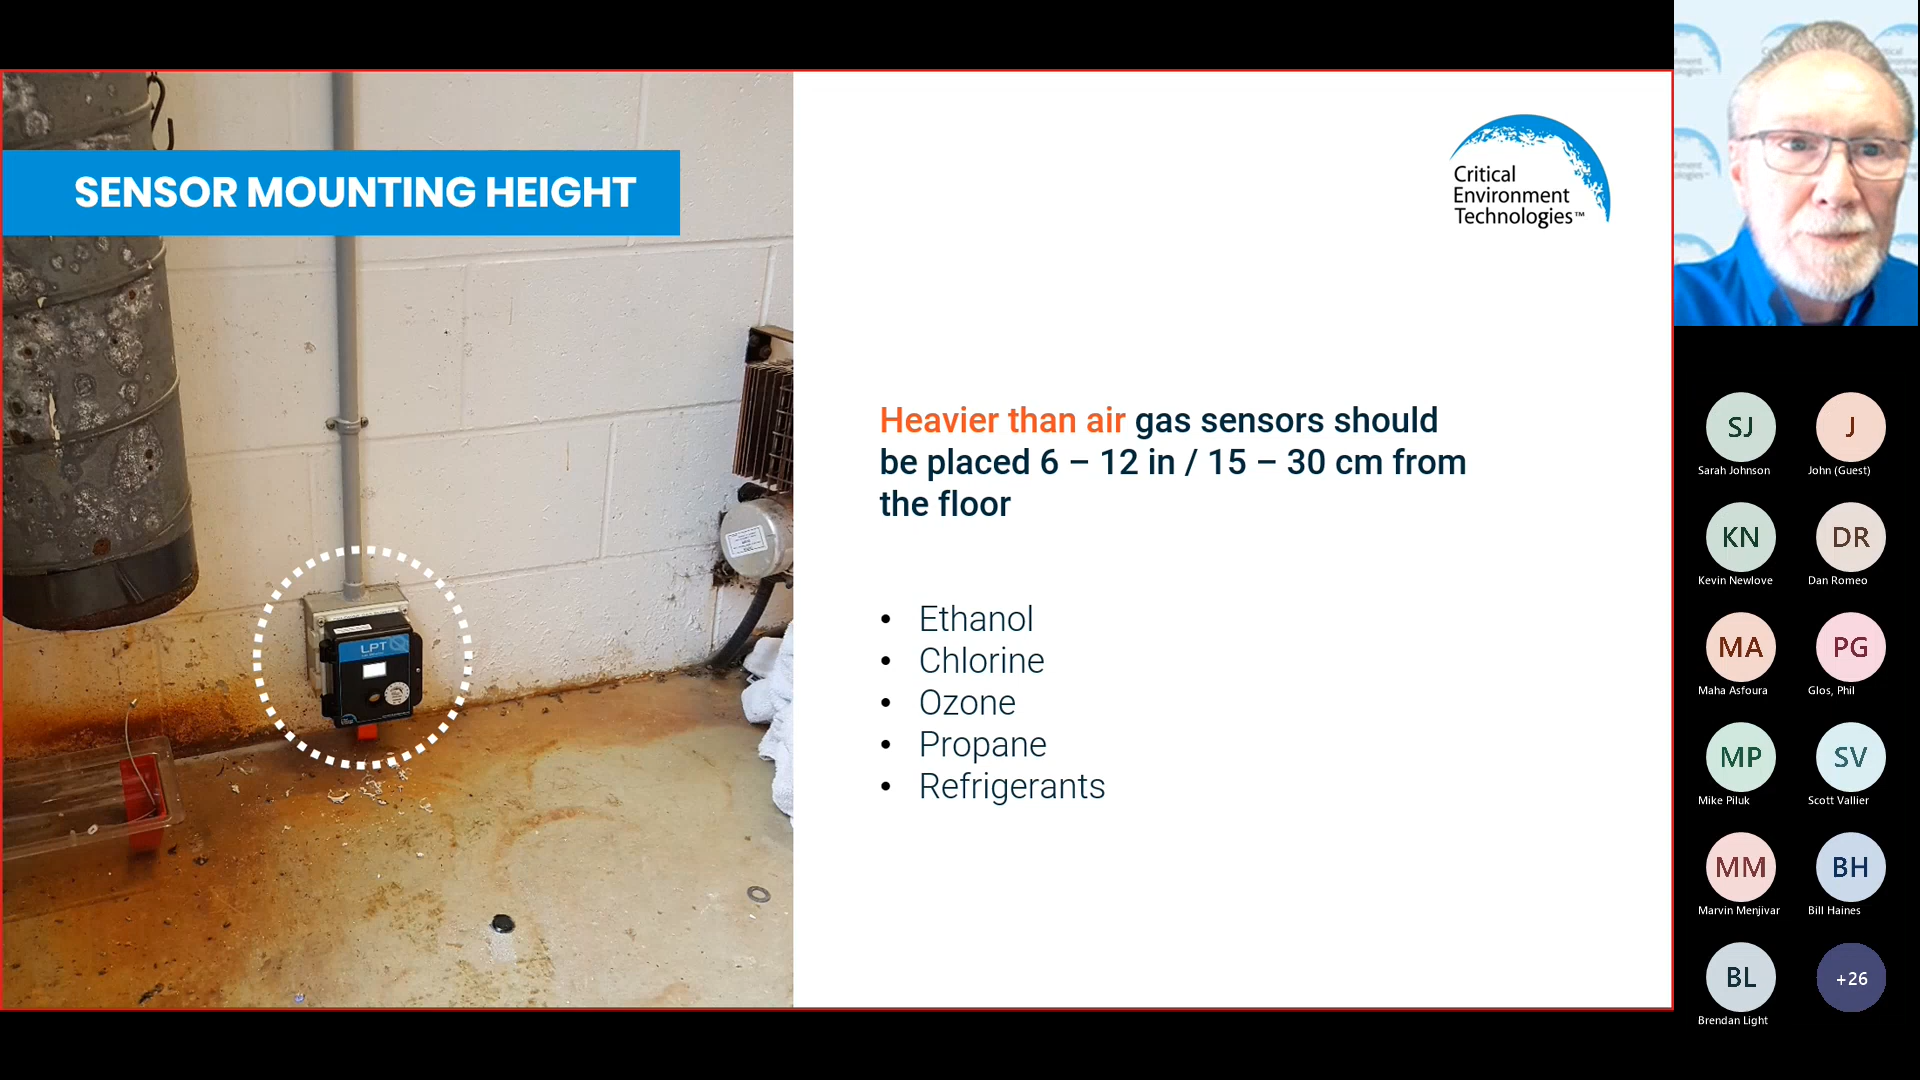 SENSOR MOUNTING HEIGHT
LPT
Critical
Environment
Technologies™
Heavier than air gas sensors should
be placed 6 – 12 in / 15 – 30 cm from
the floor
• Ethanol
• Chlorine
• Ozone
• Propane
• Refrigerants
SJ
Sarah Johnson
J
John (Guest)
KN
Kevin Newlove
DR
Dan Romeo
MA
Maha Asfoura
PG
Glos, Phil
MP
Mike Piluk
SV
Scott Vallier
MM
Marvin Menjivar
BH
Bill Haines
BL
Brendan Light
+26